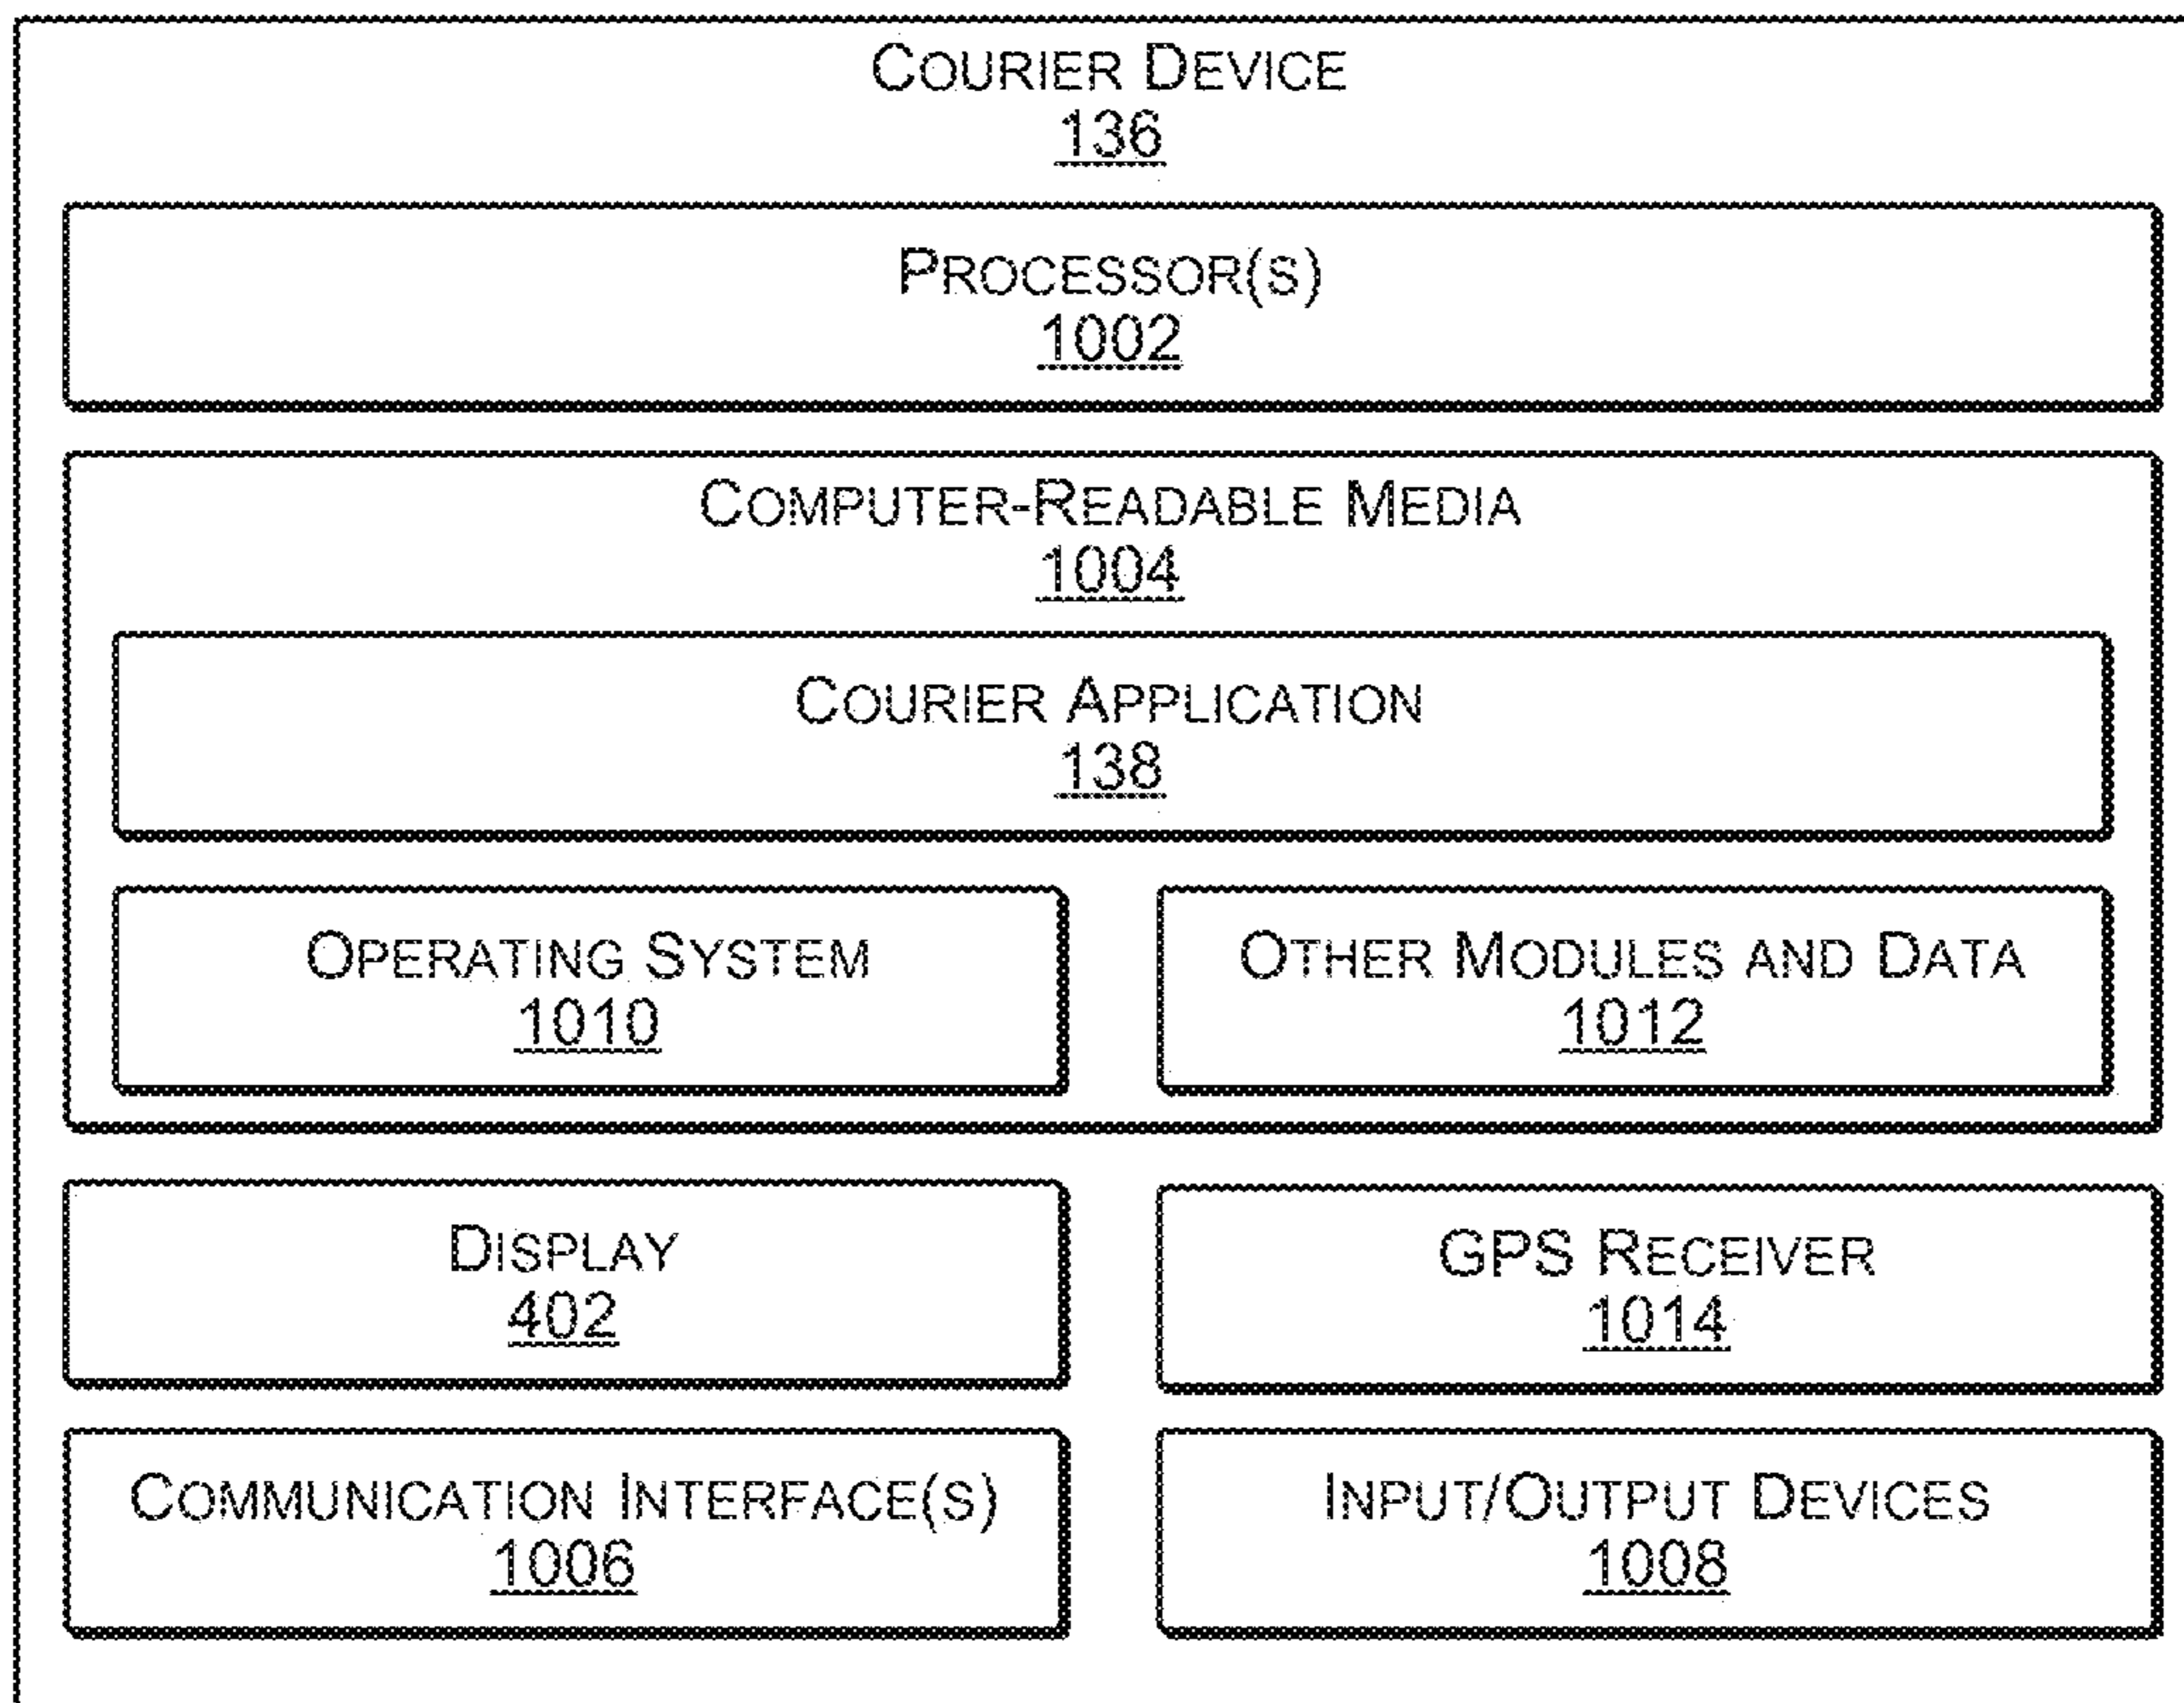 COURIER DEVICE
136
PROCESSOR(S)
1002
COMPUTER-READABLE MEDIA
1004
COURIER APPLICATION
138
OPERATING SYSTEM
1010
OTHER MODULES AND DATA
1012
DISPLAY
402
GPS RECEIVER
1014
COMMUNICATION INTERFACE(S)
1006
INPUT/OUTPUT DEVICES
1008